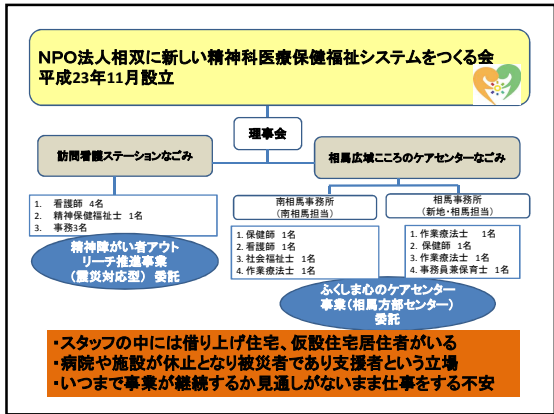 NPO法人相双に新しい精神科医療保健福祉システムをつくる会
平成23年11月設立
理事会
訪問看護ステーションなごみ
相馬広域こころのケアセンターなごみ
1. 看護師 4名
2. 精神保健福祉士 1名
3. 事務3名
精神障がい者アウト
リーチ推進事業
(震災対応型) 委託
南相馬事務所
(南相馬担当)
1. 保健師 1名
2. 看護師 1名
3. 社会福祉士 1名
4. 作業療法士 1名
相馬事務所
(新地・相馬担当)
1. 作業療法士 1名
2. 保健師 1名
3. 作業療法士 1名
4. 事務員兼保育士 1名
ふくしま心のケアセンター
事業(相馬方部センター)
委託
・スタッフの中には借り上げ住宅、仮設住宅居住者がいる
・病院や施設が休止となり被災者であり支援者という立場
・いつまで事業が継続するか見通しがないまま仕事をする不安